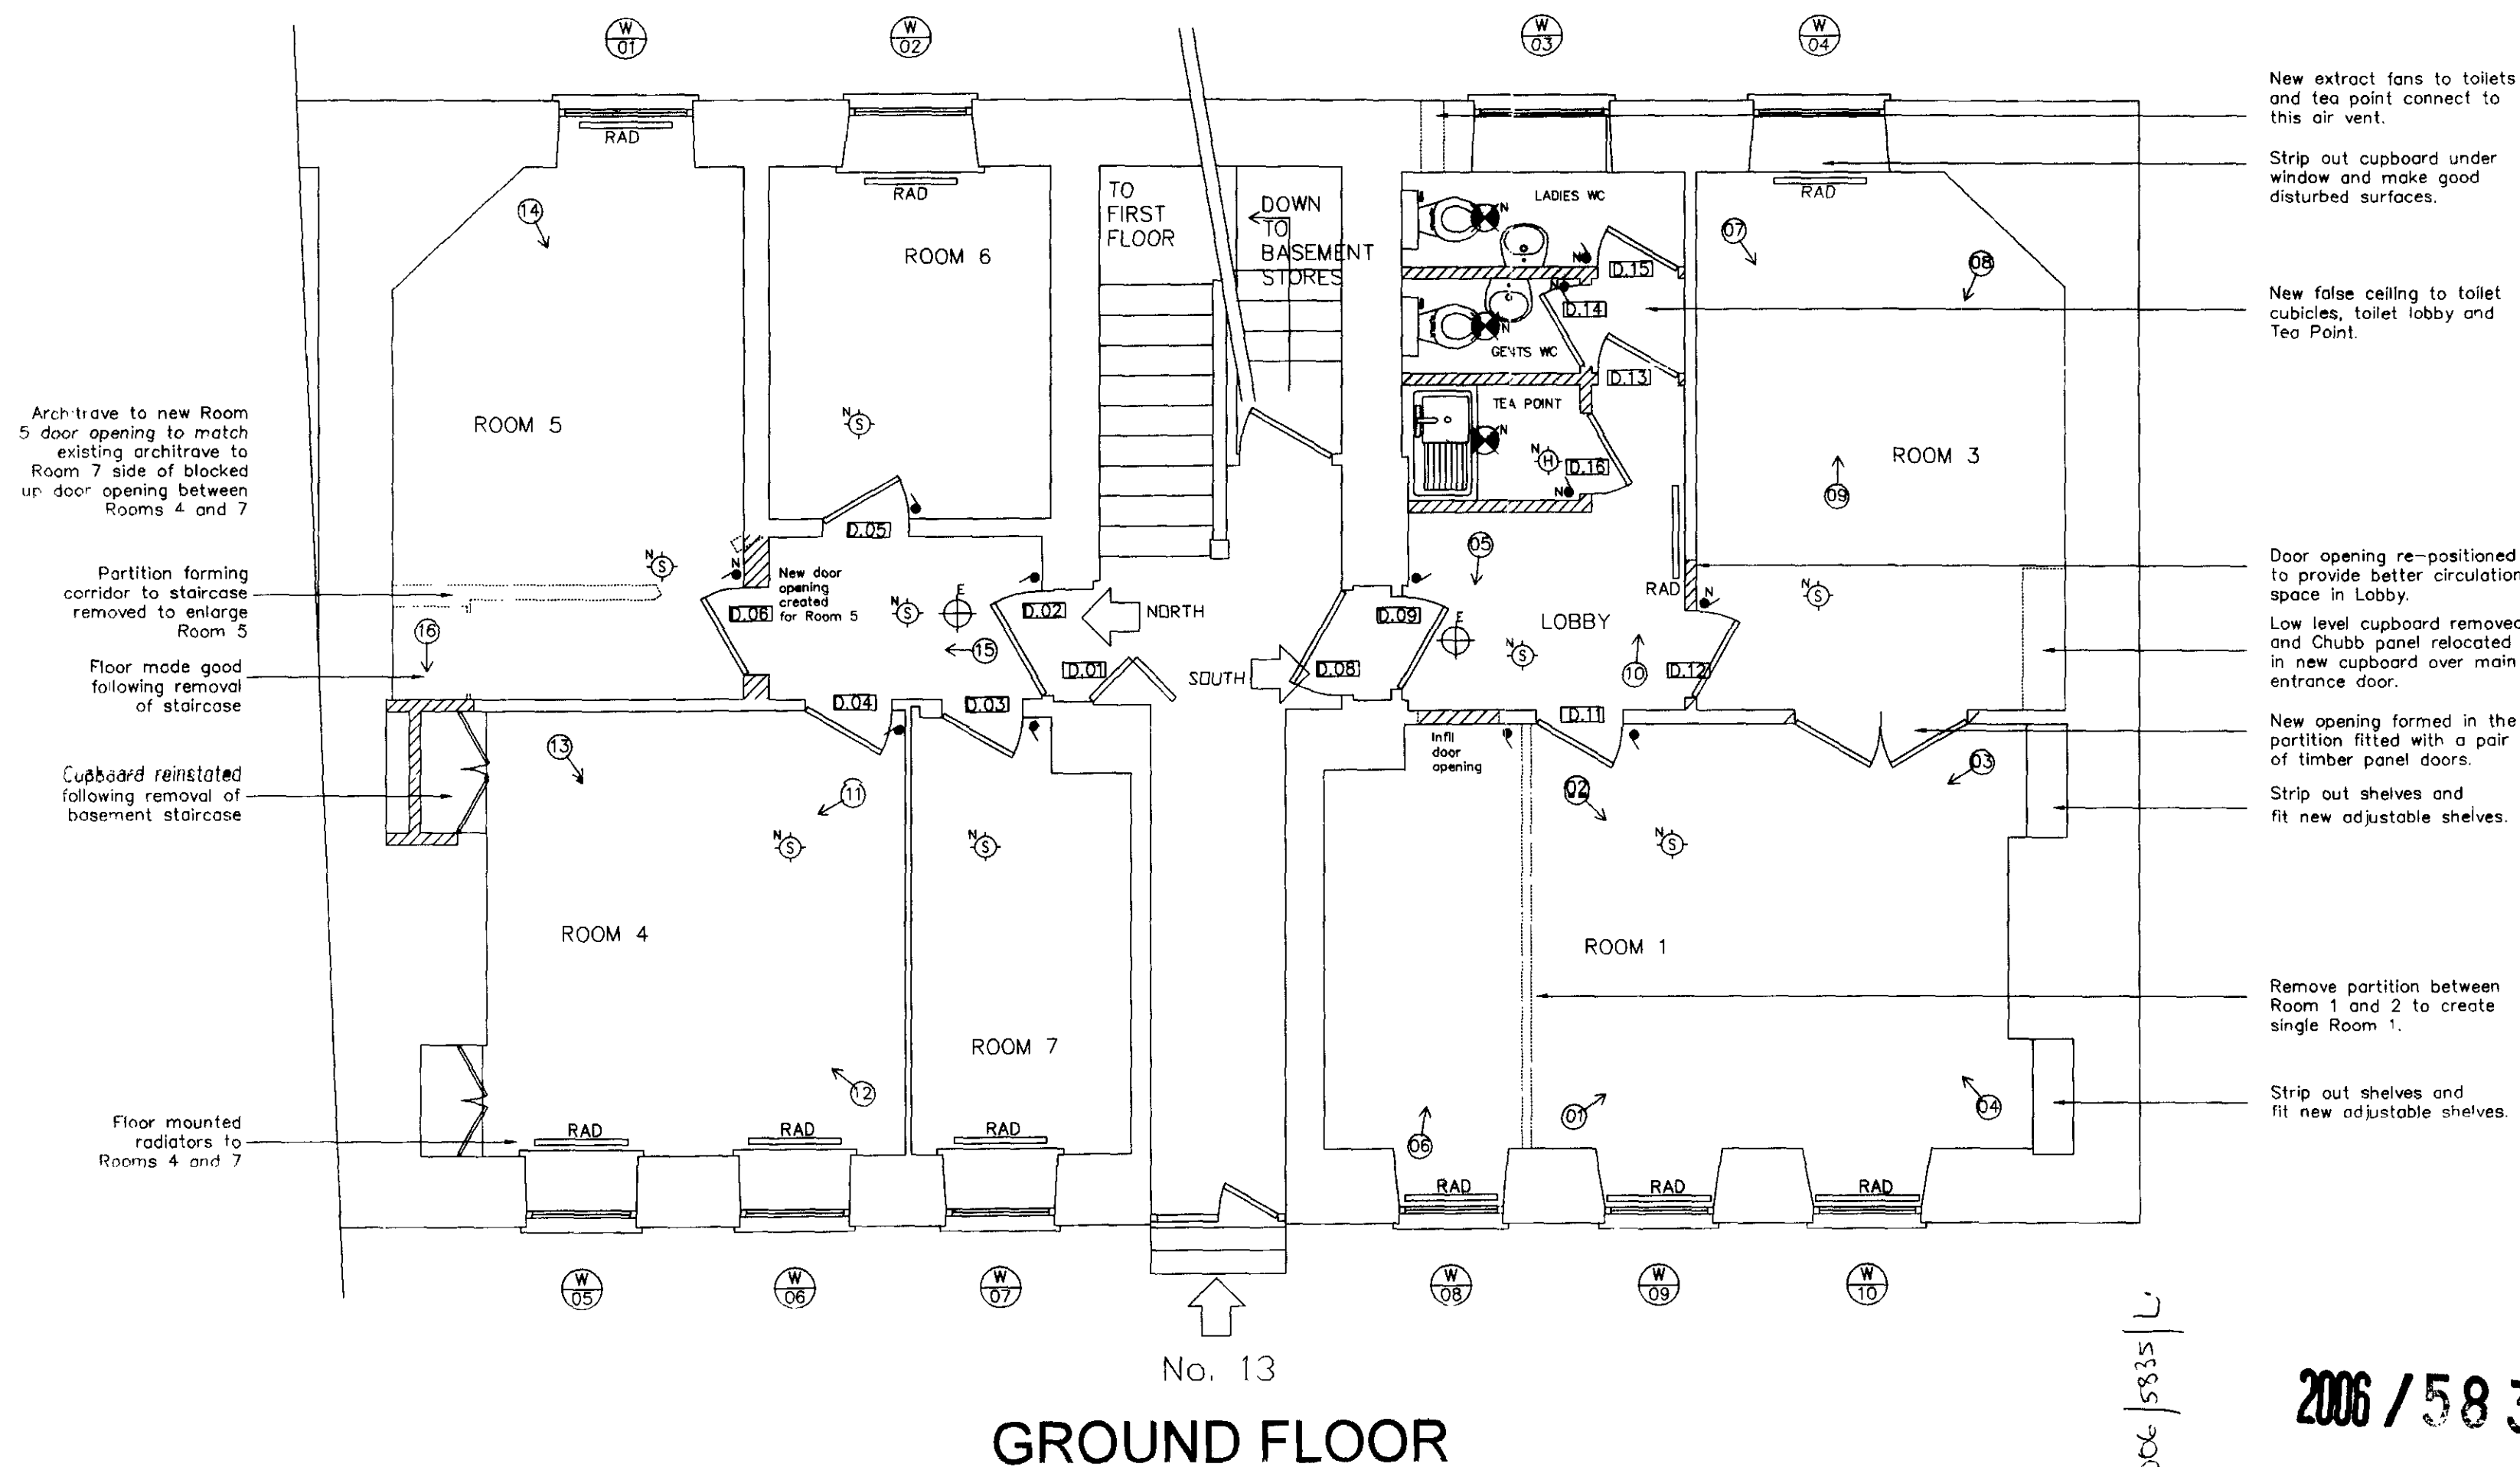 W
01
W
02
W
03
W
04
New extract fans to toilets
and tea point connect to
this air vent.
Strip out cupboard under
window and make good
disturbed surfaces.
New false ceiling to toilet
cubicles, toilet lobby and
Tea Point.
Door opening re-positioned
to provide better circulation
space in Lobby.
Low level cupboard removed
and Chubb panel relocated
in new cupboard over main
entrance door.
New opening formed in the
partition fitted with a pair
of timber panel doors.
Strip out shelves and
fit new adjustable shelves.
Remove partition between
Room 1 and 2 to create
single Room 1.
Strip out shelves and
fit new adjustable shelves.
Architrave to new Room
5 door opening to match
existing architrave to
Room 7 side of blocked
up door opening between
Rooms 4 and 7
Partition forming
corridor to staircase
removed to enlarge
Room 5
Floor made good
following removal
of staircase
Cupboard reinstated
following removal of
basement staircase
Floor mounted
radiators to
Rooms 4 and 7
RAD
RAD
RAD
14
ROOM 6
ROOM 5
N
S
D.05
N
S
N
New door
opening
created
for Room 5
D.06
N
S
E
D.02
NORTH
15
16
D.01
D.04
D.03
TO
FIRST
FLOOR
DOWN
TO
BASEMENT
STORES
LADIES WC
N
N
D.15
N
D.14
N
GENTS WC
D.13
TEA POINT
N
N
H
D.16
N
07
08
ROOM 3
09
05
RAD
N
N
S
LOBBY
D.09
E
N
S
10
D.12
SOUTH
D.08
D.11
Infil
door
opening
02
03
N
S
13
11
N
S
N
S
ROOM 4
ROOM 7
ROOM 1
12
01
04
06
RAD
RAD
RAD
RAD
RAD
RAD
W
05
W
06
W
07
W
08
W
09
W
10
No. 13
GROUND FLOOR
2006 / 58
5835